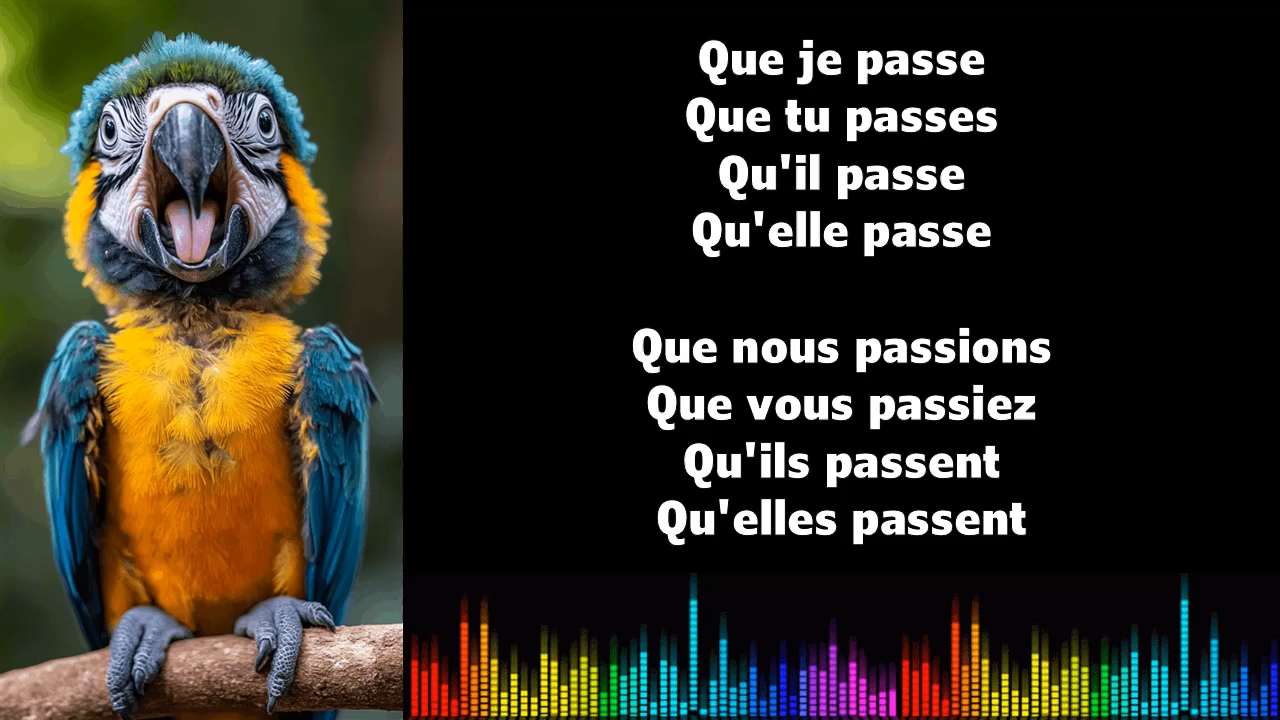 Que je passe
Que tu passes
Qu'il passe
Qu'elle passe
Que nous passions
Que vous passiez
Qu'ils passent
Qu'elles passent